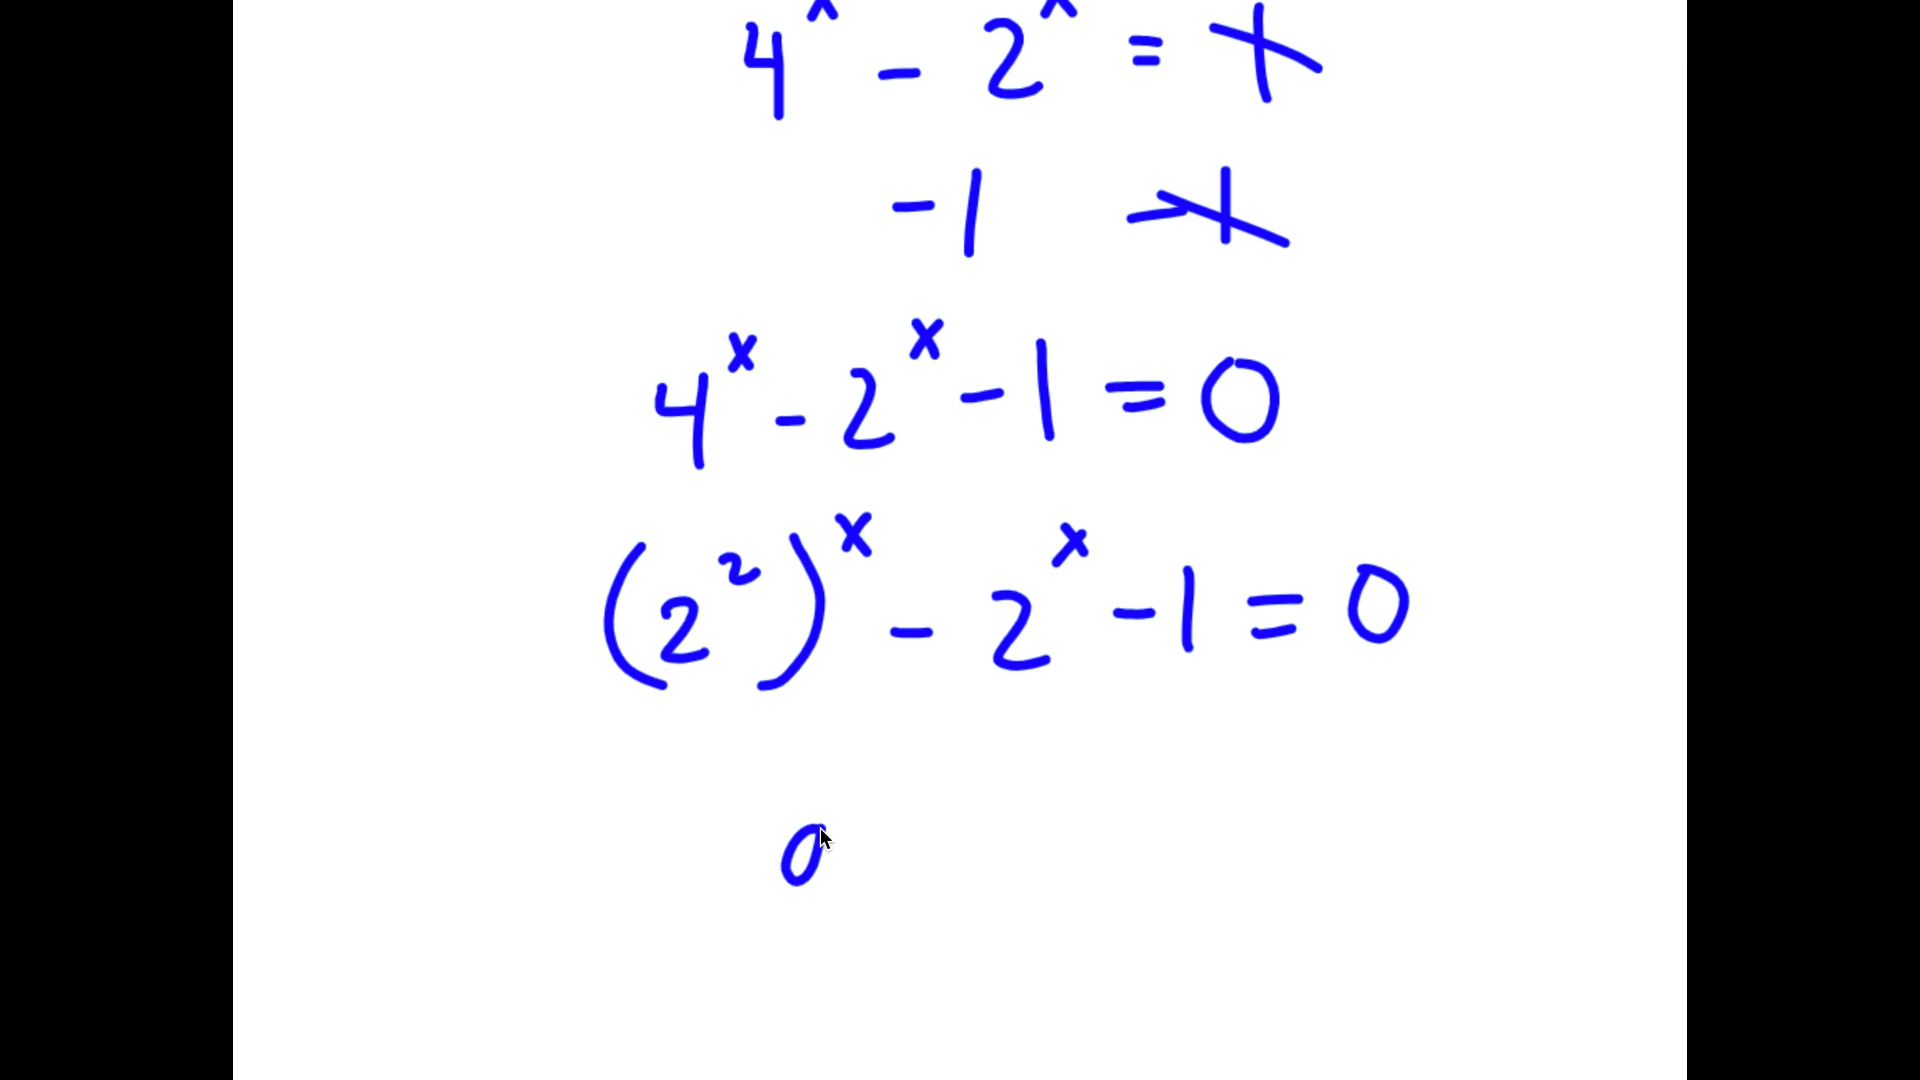 4^x - 2^x = 1
-1 -1
4^x - 2^x - 1 = 0
(2^2)^x - 2^x - 1 = 0